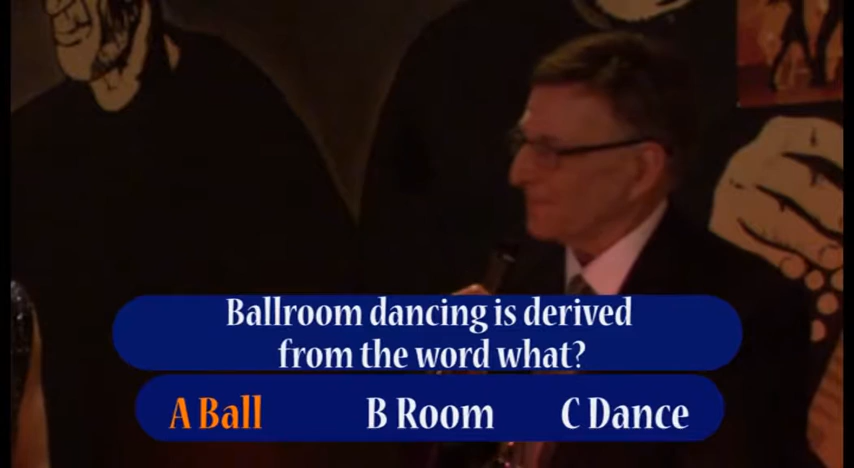 Ballroom dancing is derived
from the word what?
A Ball B Room C Dance